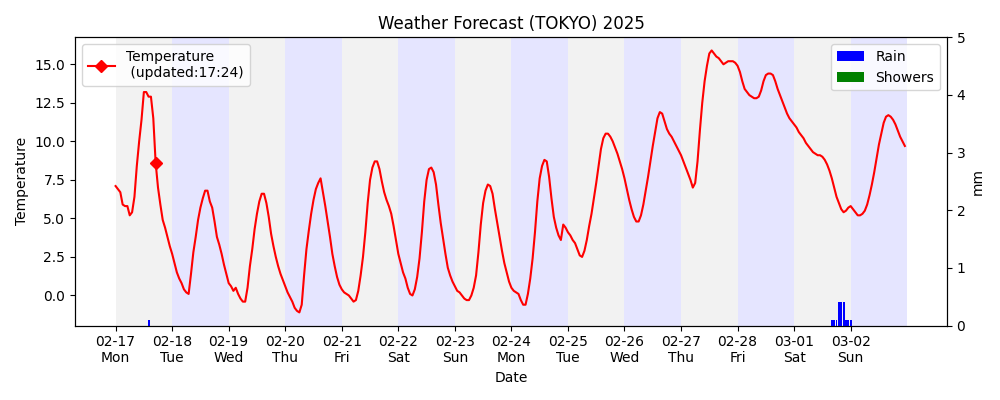 Weather Forecast (TOKYO) 2025
Temperature
(updated:17:24)
Rain
Showers
Temperature
15.0
12.5
10.0
7.5
5.0
2.5
0.0
5
4
3
2
1
0
mm
02-17 02-18 02-19 02-20 02-21 02-22 02-23 02-24 02-25 02-26 02-27 02-28 03-01 03-02
Mon Tue Wed Thu Fri Sat Sun Mon Tue Wed Thu Fri Sat Sun
Date